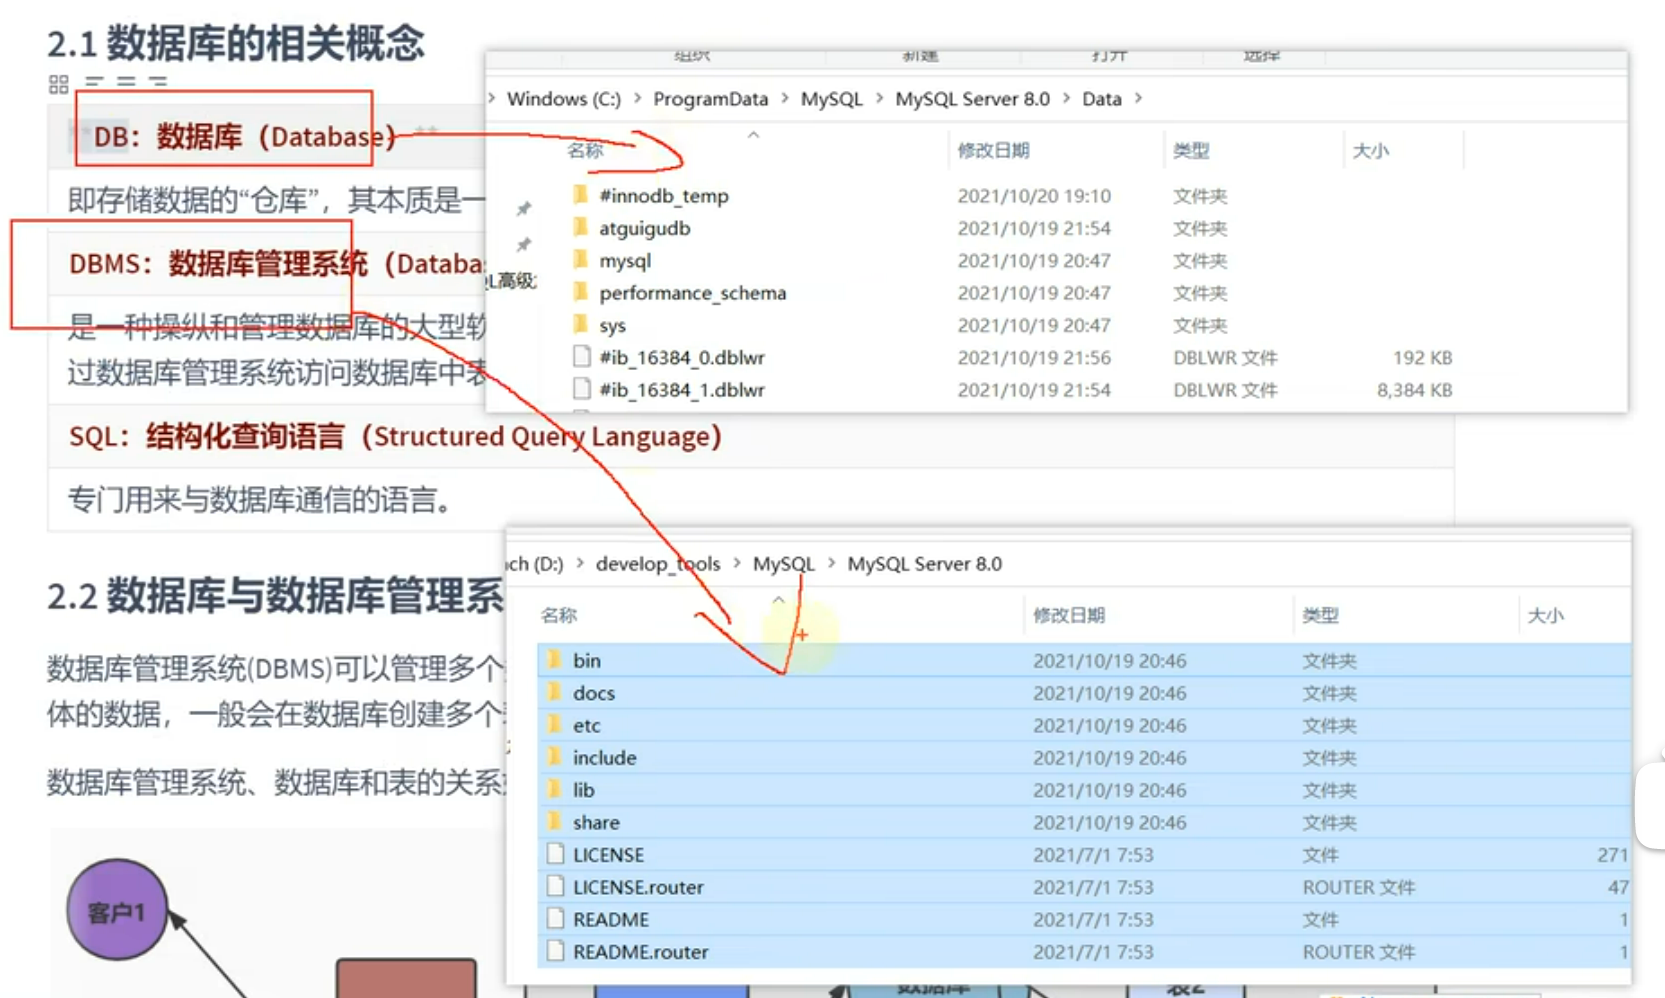 2.1 数据库的相关概念
DB：数据库（Database）
即存储数据的“仓库”，其本质是一
DBMS：数据库管理系统（Databa
是一种操纵和管理数据库的大型软
过数据库管理系统访问数据库中表
SQL：结构化查询语言（Structured Query Language）
专门用来与数据库通信的语言。
2.2 数据库与数据库管理系
数据库管理系统(DBMS)可以管理多个
体的数据，一般会在数据库创建多个
数据库管理系统、数据库和表的关系
客户1
组织 新建 打开 选择
Windows (C:) > ProgramData > MySQL > MySQL Server 8.0 > Data >
名称 修改日期 类型 大小
#innodb_temp 2021/10/20 19:10 文件夹
atguigudb 2021/10/19 21:54 文件夹
mysql 2021/10/19 20:47 文件夹
L高级
performance_schema 2021/10/19 20:47 文件夹
sys 2021/10/19 20:47 文件夹
#ib_16384_0.dblwr 2021/10/19 21:56 DBLWR 文件 192 KB
#ib_16384_1.dblwr 2021/10/19 21:54 DBLWR 文件 8,384 KB
ch (D:) > develop_tools > MySQL > MySQL Server 8.0
名称 修改日期 类型 大小
bin 2021/10/19 20:46 文件夹
docs 2021/10/19 20:46 文件夹
etc 2021/10/19 20:46 文件夹
include 2021/10/19 20:46 文件夹
lib 2021/10/19 20:46 文件夹
share 2021/10/19 20:46 文件夹
LICENSE 2021/7/1 7:53 文件 271
LICENSE.router 2021/7/1 7:53 ROUTER 文件 47
README 2021/7/1 7:53 文件 1
README.router 2021/7/1 7:53 ROUTER 文件 1
数据库 表2